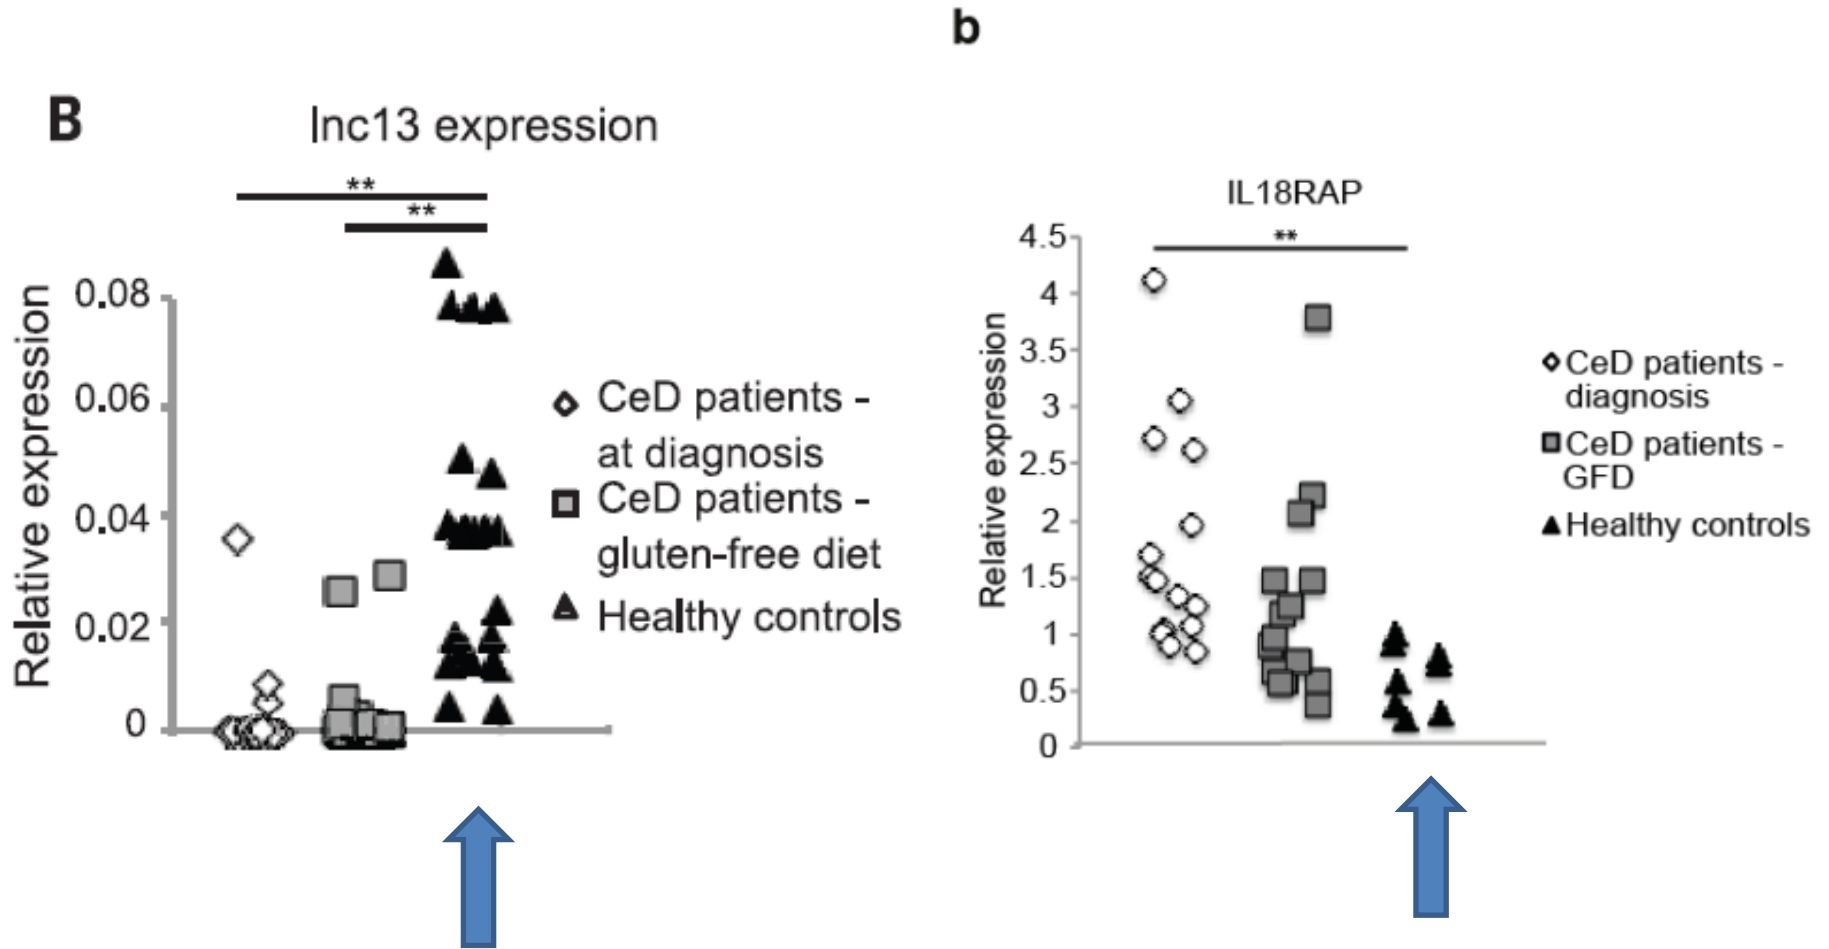 B
lnc13 expression
**
**
Relative expression
0.08
0.06
0.04
0.02
0
CeD patients -
at diagnosis
CeD patients -
gluten-free diet
Healthy controls
b
IL18RAP
**
Relative expression
4.5
4
3.5
3
2.5
2
1.5
1
0.5
0
CeD patients -
diagnosis
CeD patients -
GFD
Healthy controls